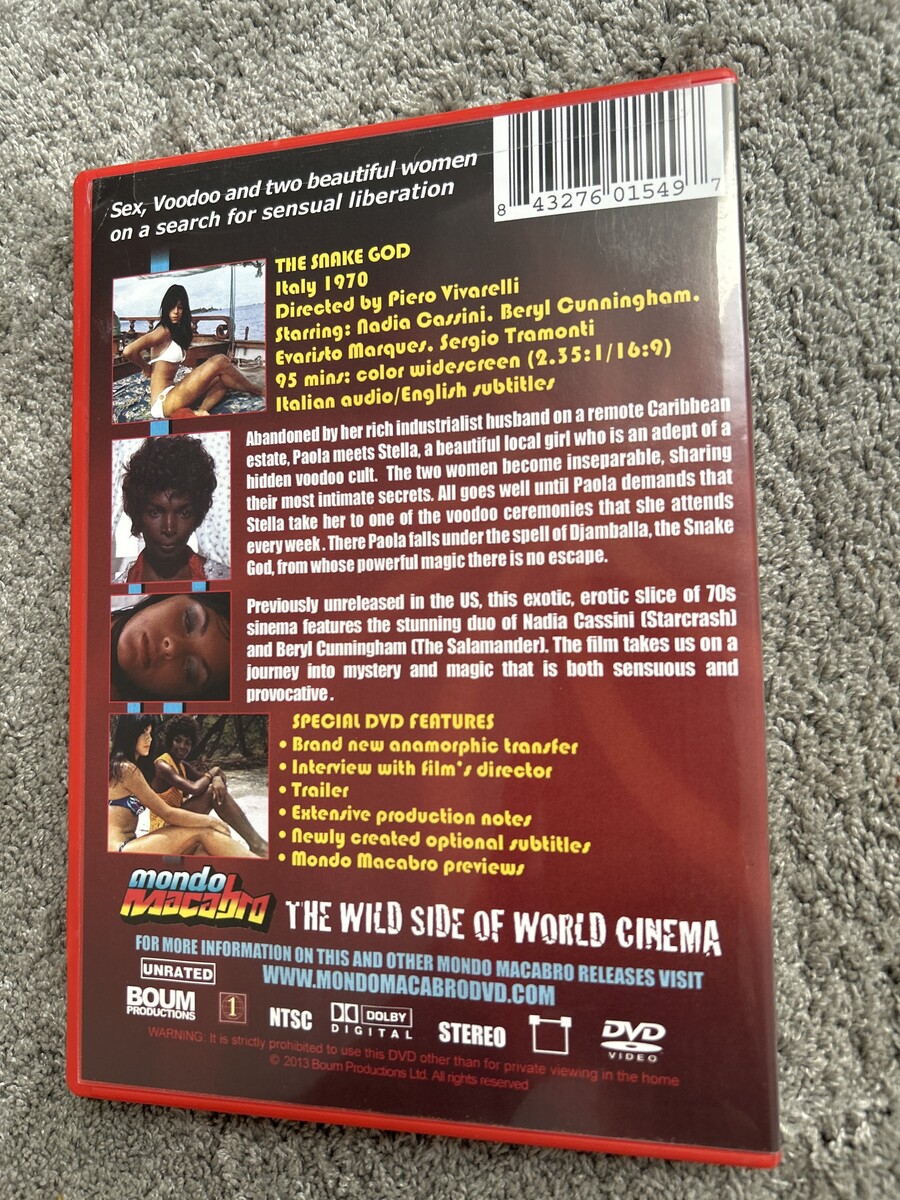 Sex, Voodoo and two beautiful women
on a search for sensual liberation
8 43276 01549 7
THE SNAKE GOD
Italy 1970
Directed by Piero Vivarelli
Starring: Nadia Cassini, Beryl Cunningham,
Evaristo Marques, Sergio Tramonti
95 mins: color widescreen (2.35:1/16:9)
Italian audio/English subtitles
Abandoned by her rich industrialist husband on a remote Caribbean
estate, Paola meets Stella, a beautiful local girl who is an adept of a
hidden voodoo cult. The two women become inseparable, sharing
their most intimate secrets. All goes well until Paola demands that
Stella take her to one of the voodoo ceremonies that she attends
every week. There Paola falls under the spell of Djamballa, the Snake
God, from whose powerful magic there is no escape.
Previously unreleased in the US, this exotic, erotic slice of 70s
sinema features the stunning duo of Nadia Cassini (Starcrash)
and Beryl Cunningham (The Salamander). The film takes us on a
journey into mystery and magic that is both sensuous and
provocative.
SPECIAL DVD FEATURES
• Brand new anamorphic transfer
• Interview with film's director
• Trailer
• Extensive production notes
• Newly created optional subtitles
• Mondo Macabro previews
mondo
Macabro
THE WILD SIDE OF WORLD CINEMA
FOR MORE INFORMATION ON THIS AND OTHER MONDO MACABRO RELEASES VISIT
WWW.MONDOMACABRODVD.COM
UNRATED
BOUM
PRODUCTIONS
1
NTSC
DOLBY
DIGITAL
STEREO
DVD
VIDEO
WARNING: It is strictly prohibited to use this DVD other than for private viewing in the home
© 2013 Boum Productions Ltd. All rights reserved